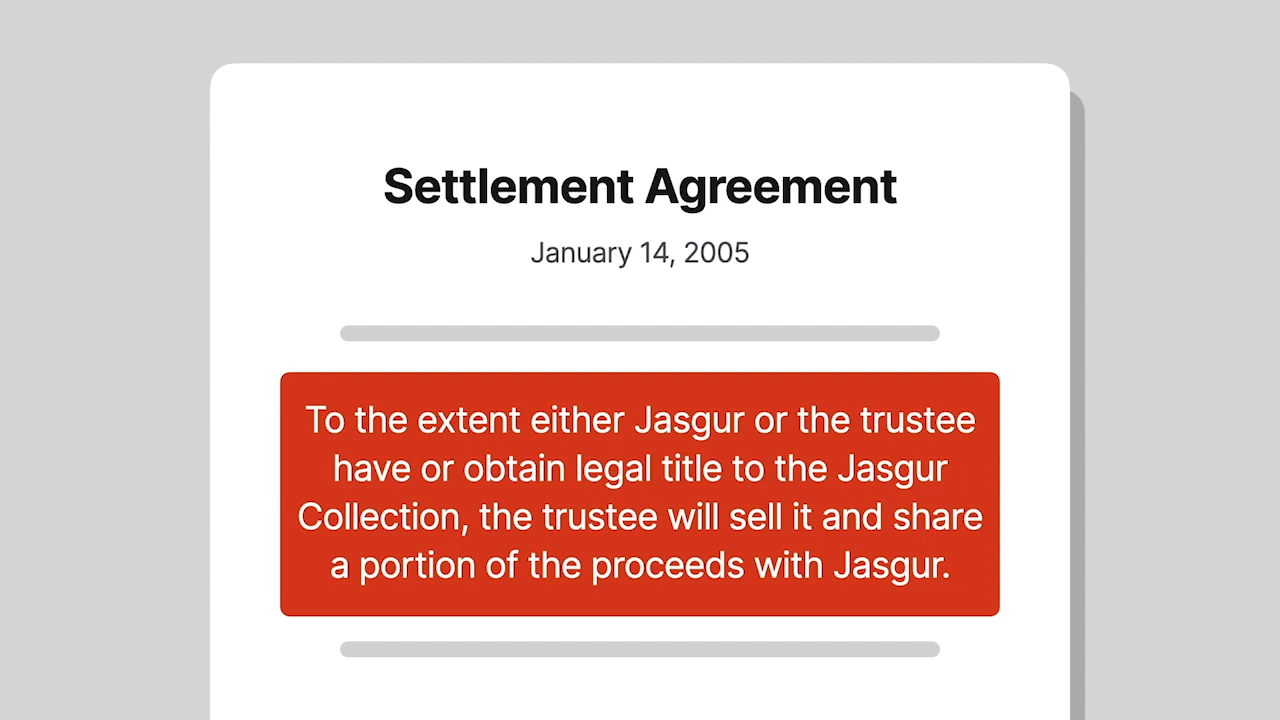 Settlement Agreement
January 14, 2005
To the extent either Jasgur or the trustee
have or obtain legal title to the Jasgur
Collection, the trustee will sell it and share
a portion of the proceeds with Jasgur.